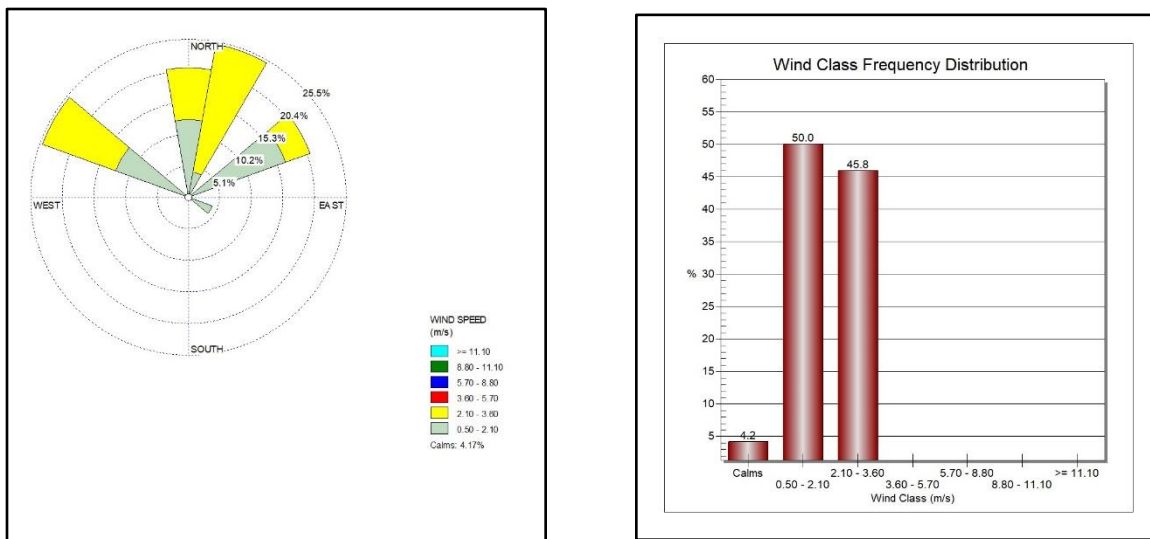 NORTH
25.5%
20.4%
15.3%
10.2%
5.1%
WEST
EAST
SOUTH
WIND SPEED
(m/s)
>= 11.10
8.80 - 11.10
5.70 - 8.80
3.60 - 5.70
2.10 - 3.60
0.50 - 2.10
Calms: 4.17%
Wind Class Frequency Distribution
60
55
50
45
40
35
%
30
25
20
15
10
5
50.0
45.8
4.2
Calms
0.50 - 2.10
2.10 - 3.60
3.60 - 5.70
5.70 - 8.80
8.80 - 11.10
>= 11.10
Wind Class (m/s)